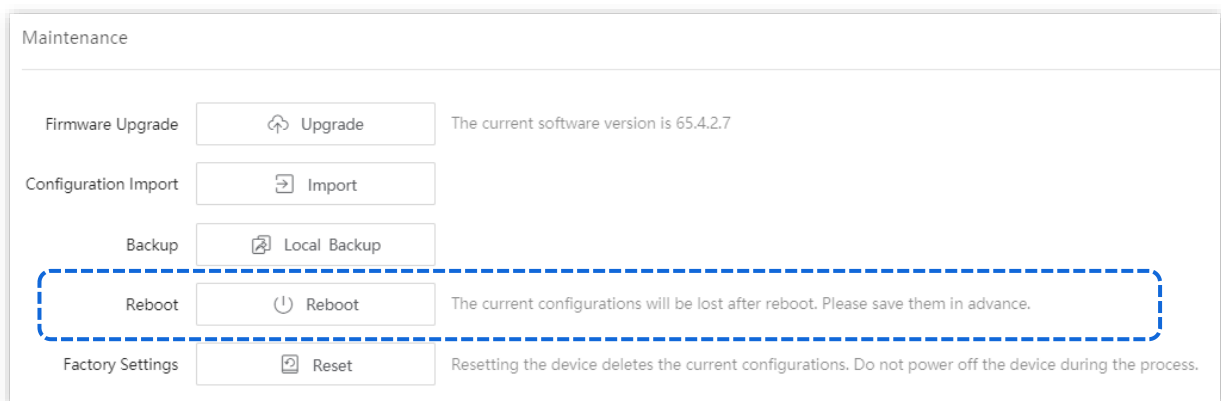 Maintenance
Firmware Upgrade Upgrade The current software version is 65.4.2.7
Configuration Import Import
Backup Local Backup
Reboot Reboot The current configurations will be lost after reboot. Please save them in advance.
Factory Settings Reset Resetting the device deletes the current configurations. Do not power off the device during the process.